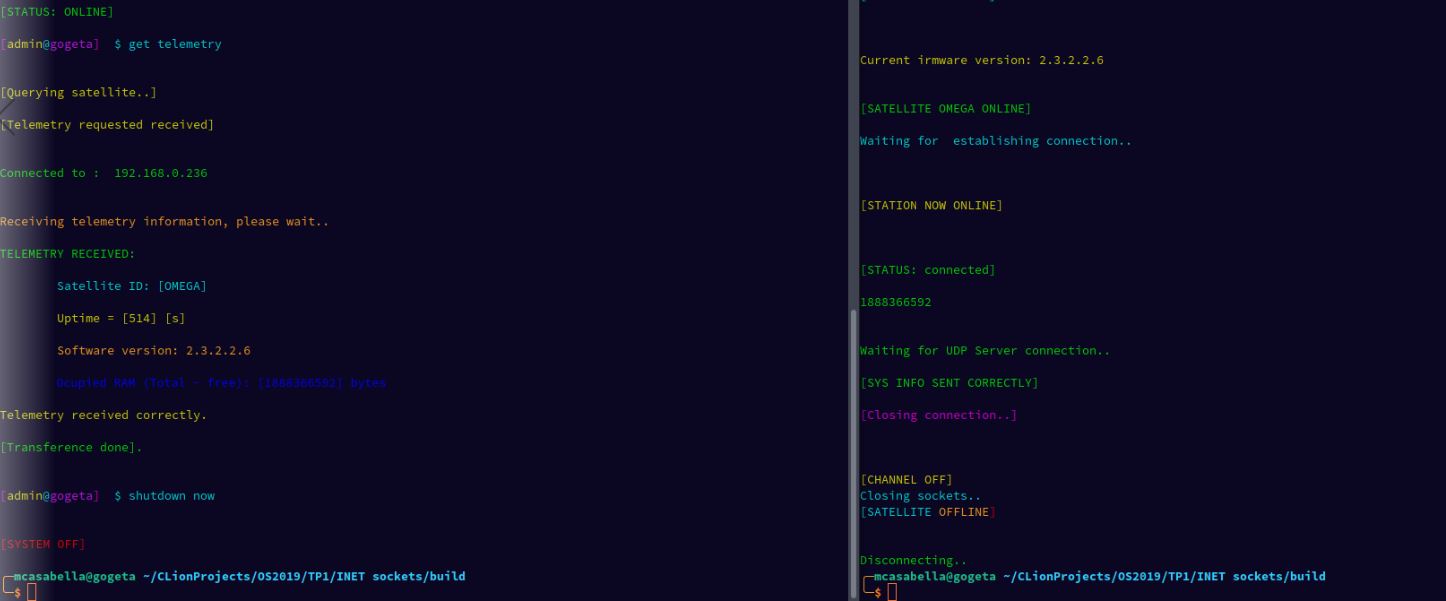 [STATUS: ONLINE]
[admin@gogeta]  $ get telemetry
[Querying satellite..]
[Telemetry requested received]
Connected to :  192.168.0.236
Receiving telemetry information, please wait..
TELEMETRY RECEIVED:
Satellite ID: [OMEGA]
Uptime = [514] [s]
Software version: 2.3.2.2.6
Ocupied RAM (Total - free): [1888366592] bytes
Telemetry received correctly.
[Transference done].
[admin@gogeta]  $ shutdown now
[SYSTEM OFF]
mcasabella@gogeta ~/CLionProjects/OS2019/TP1/INET sockets/build
$
Current irmware version: 2.3.2.2.6
[SATELLITE OMEGA ONLINE]
Waiting for  establishing connection..
[STATION NOW ONLINE]
[STATUS: connected]
1888366592
Waiting for UDP Server connection..
[SYS INFO SENT CORRECTLY]
[Closing connection..]
[CHANNEL OFF]
Closing sockets..
[SATELLITE OFFLINE]
Disconnecting..
mcasabella@gogeta ~/CLionProjects/OS2019/TP1/INET sockets/build
$